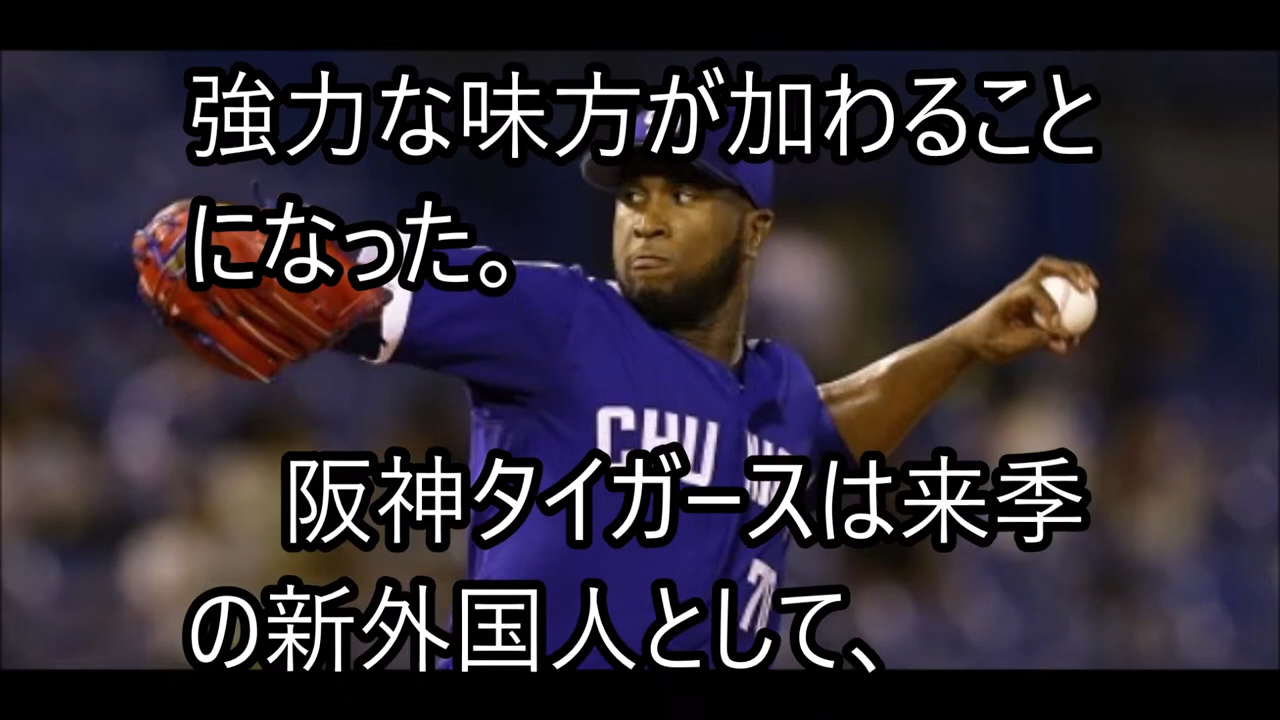 強力な味方が加わること
になった。
阪神タイガースは来季
の新外国人として、
CHU